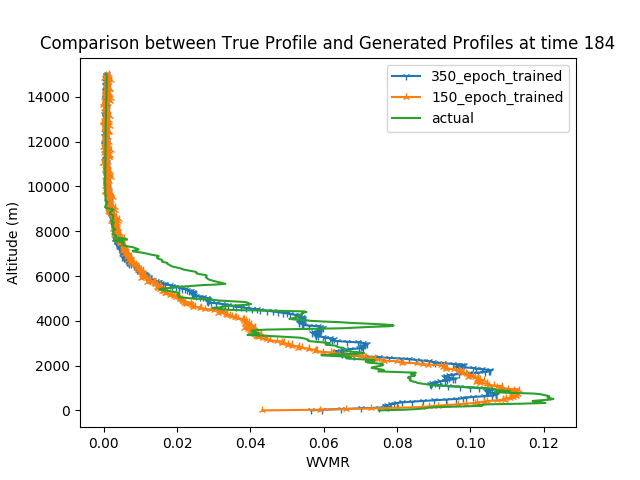 Comparison between True Profile and Generated Profiles at time 184
350_epoch_trained
150_epoch_trained
actual
Altitude (m)
14000
12000
10000
8000
6000
4000
2000
0
0.00 0.02 0.04 0.06 0.08 0.10 0.12
WVMR